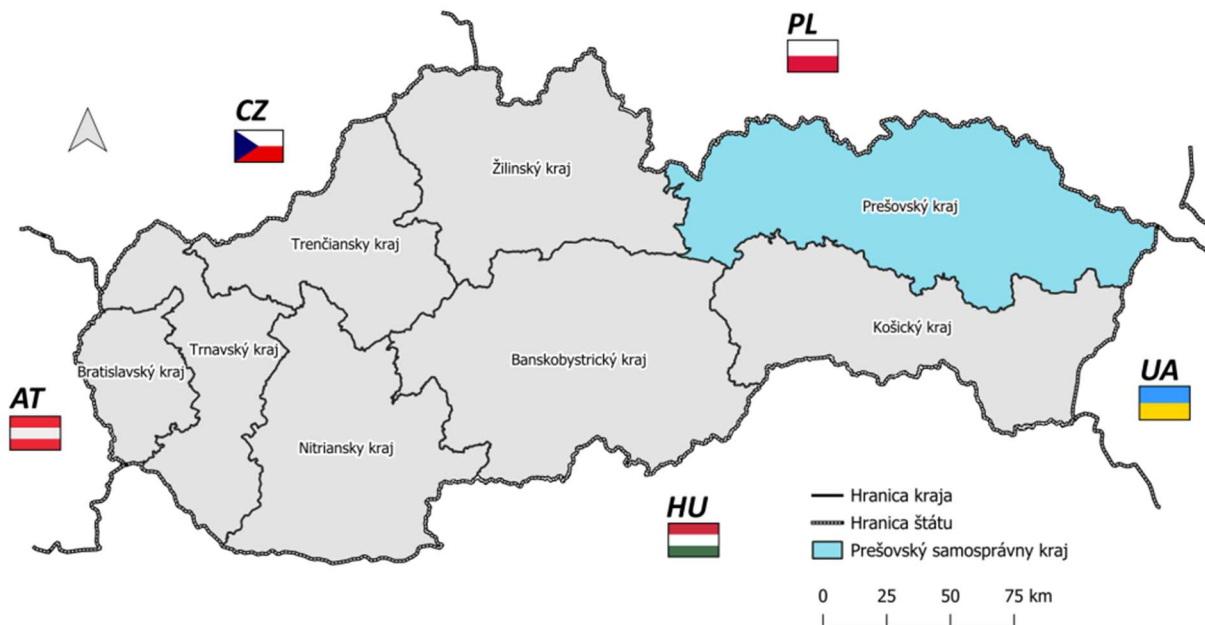 PL
CZ
Žilinský kraj
Prešovský kraj
Trenčiansky kraj
Košický kraj
Trnavský kraj
Banskobystrický kraj
Bratislavský kraj
AT
UA
Nitriansky kraj
HU
Hranica kraja
Hranica štátu
Prešovský samosprávny kraj
0 25 50 75 km